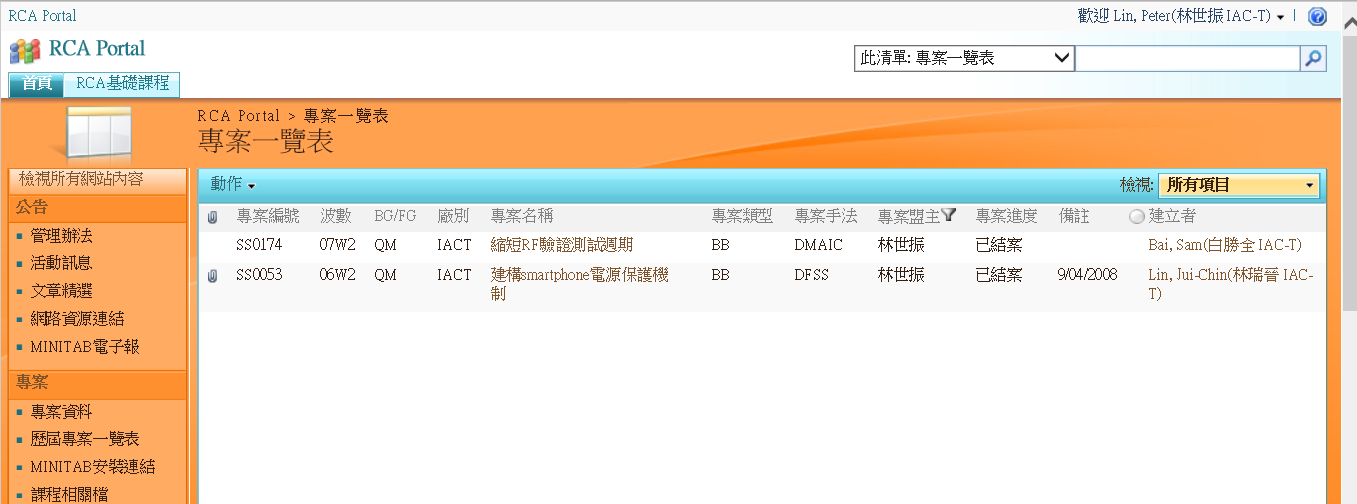 RCA Portal
歡迎 Lin, Peter(林世振 IAC-T)
RCA Portal
此清單: 專案一覽表
首頁 RCA基礎課程
RCA Portal > 專案一覽表
專案一覽表
檢視所有網站內容
公告
管理辦法
活動訊息
文章精選
網路資源連結
MINITAB電子報
專案
專案資料
歷屆專案一覽表
MINITAB安裝連結
課程相關檔
動作 檢視: 所有項目
專案編號 波數 BG/FG 廠別 專案名稱 專案類型 專案手法 專案盟主 專案進度 備註 建立者
SS0174 07W2 QM IACT 縮短RF驗證測試週期 BB DMAIC 林世振 已結案 Bai, Sam(白勝全 IAC-T)
SS0053 06W2 QM IACT 建構smartphone電源保護機 BB DFSS 林世振 已結案 9/04/2008 Lin, Jui-Chin(林瑞晉 IAC-
制 T)